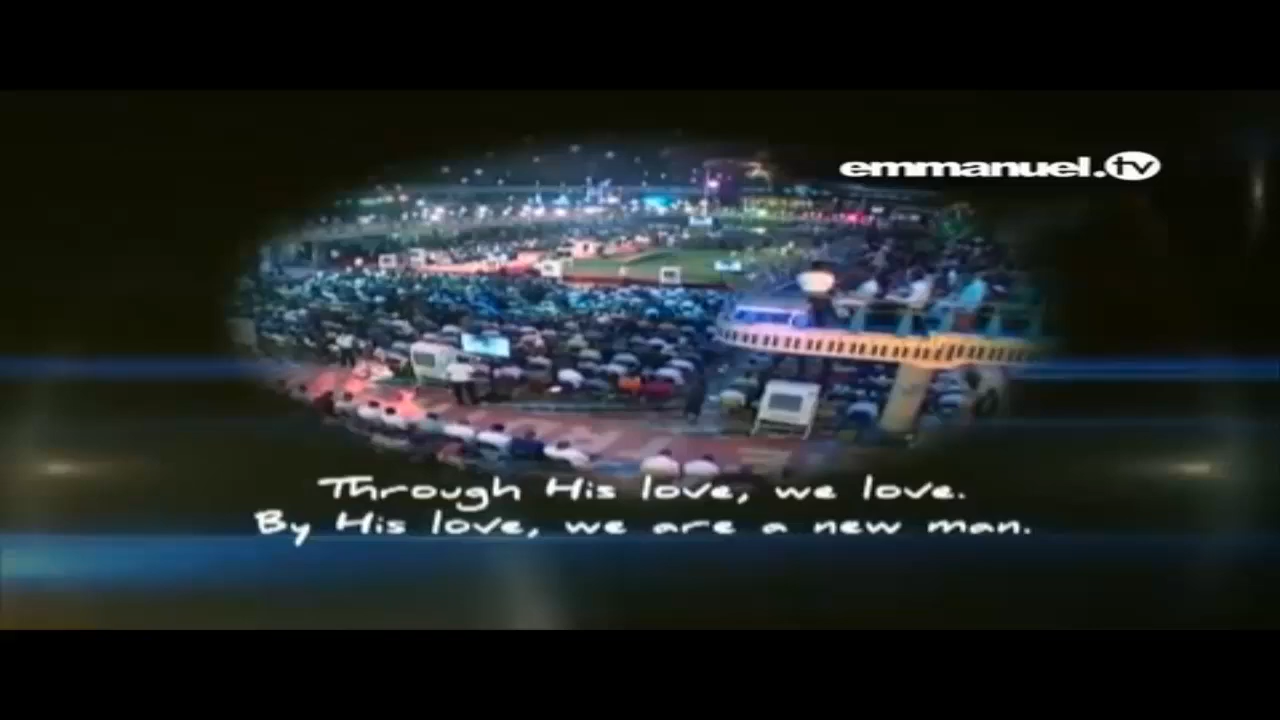 emmanuel.tv
Through His love, we love.
By His love, we are a new man.